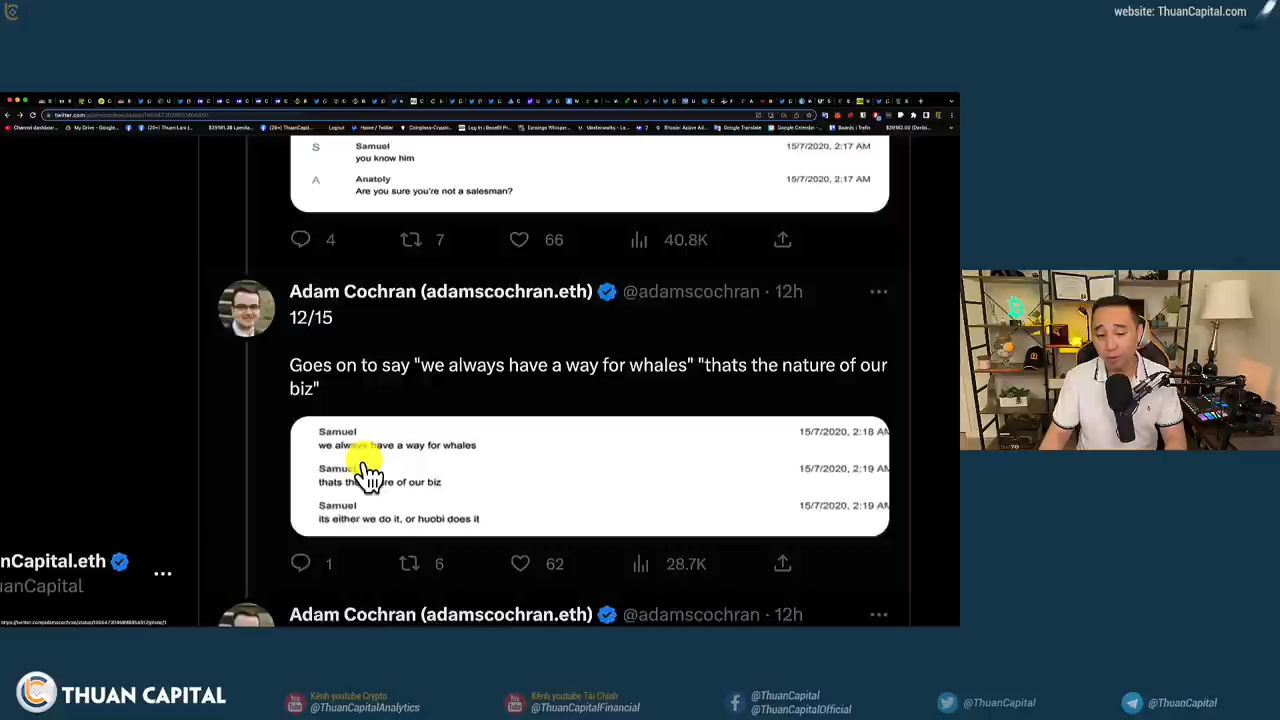 website: ThuanCapital.com
Samuel
15/7/2020, 2:17 AM
you know him
Anatoly
15/7/2020, 2:17 AM
Are you sure you're not a salesman?
4
7
66
40.8K
Adam Cochran (adamscochran.eth) @adamscochran · 12h
12/15
Goes on to say "we always have a way for whales" "thats the nature of our
biz"
Samuel
15/7/2020, 2:18 AM
we always have a way for whales
Samuel
15/7/2020, 2:19 AM
thats the nature of our biz
Samuel
15/7/2020, 2:19 AM
its either we do it, or huobi does it
1
6
62
28.7K
nCapital.eth
anCapital
Adam Cochran (adamscochran.eth) @adamscochran · 12h
THUAN CAPITAL
Kênh youtube Crypto
@ThuanCapitalAnalytics
Kênh youtube Tài Chính
@ThuanCapitalFinancial
@ThuanCapital
@ThuanCapitalOfficial
@ThuanCapital
@ThuanCapital